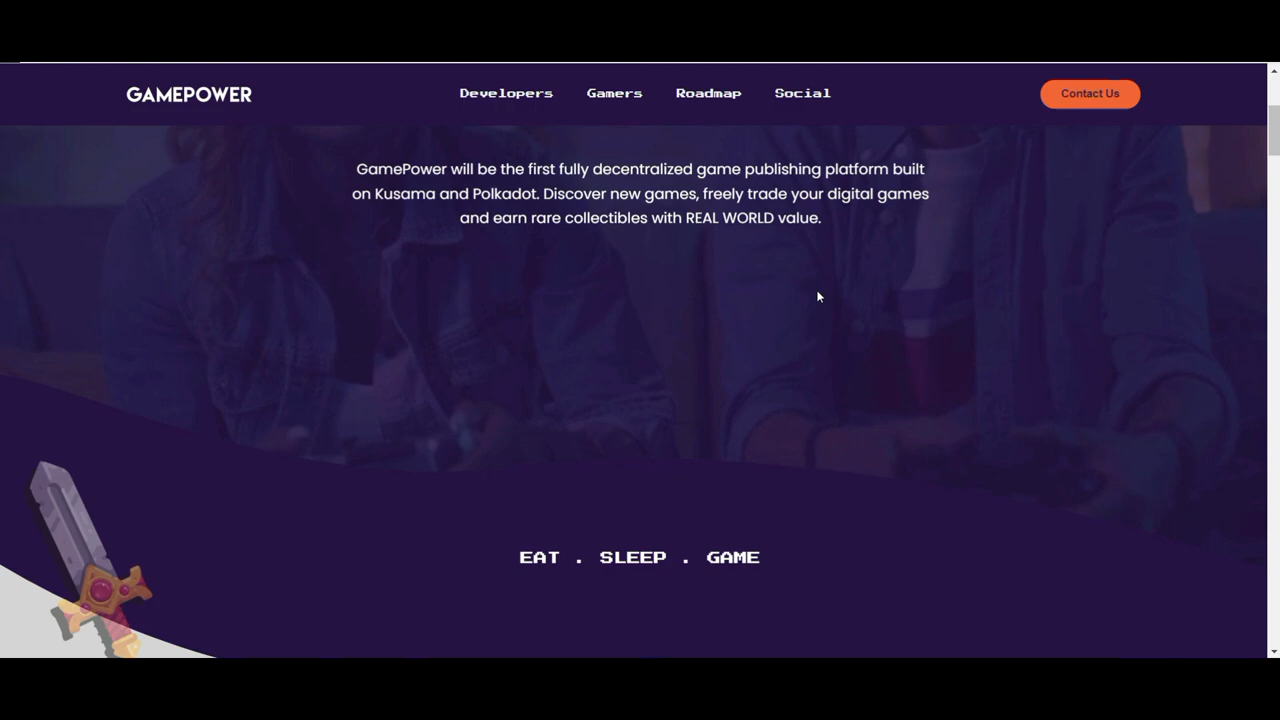 GAMEPOWER
Developers Gamers Roadmap Social
Contact Us
GamePower will be the first fully decentralized game publishing platform built
on Kusama and Polkadot. Discover new games, freely trade your digital games
and earn rare collectibles with REAL WORLD value.
EAT . SLEEP . GAME